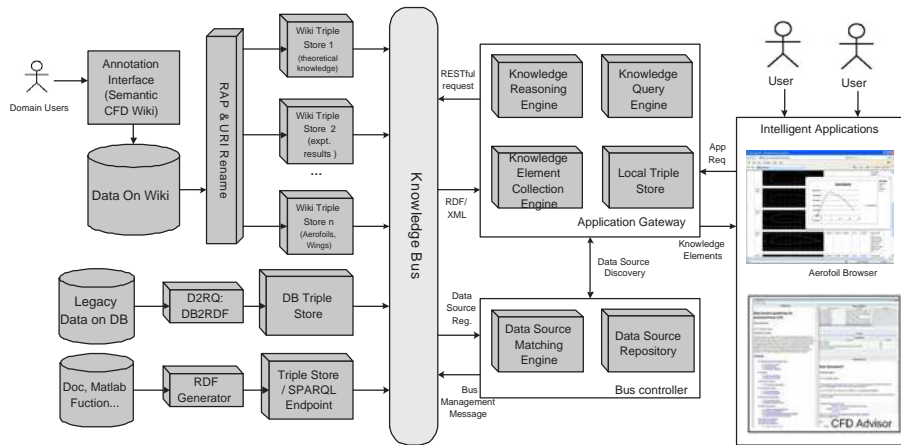 Domain Users
Annotation
Interface
(Semantic
CFD Wiki)
Data On Wiki
RAP & URI Rename
Wiki Triple
Store 1
(theoretical
knowledge)
Wiki Triple
Store 2
(expt.
results )
...
Wiki Triple
Store n
(Aerofoils,
Wings)
Legacy
Data on DB
D2RQ:
DB2RDF
DB Triple
Store
Doc, Matlab
Fuction...
RDF
Generator
Triple Store
/ SPARQL
Endpoint
Knowledge Bus
RESTful
request
RDF/
XML
Data
Source
Reg.
Bus
Management
Message
Knowledge
Reasoning
Engine
Knowledge
Query
Engine
Knowledge
Element
Collection
Engine
Local Triple
Store
Application Gateway
Data Source
Discovery
Data Source
Matching
Engine
Data Source
Repository
Bus controller
App
Req
Knowledge
Elements
User
User
Intelligent Applications
Aerofoil Browser
CFD Advisor